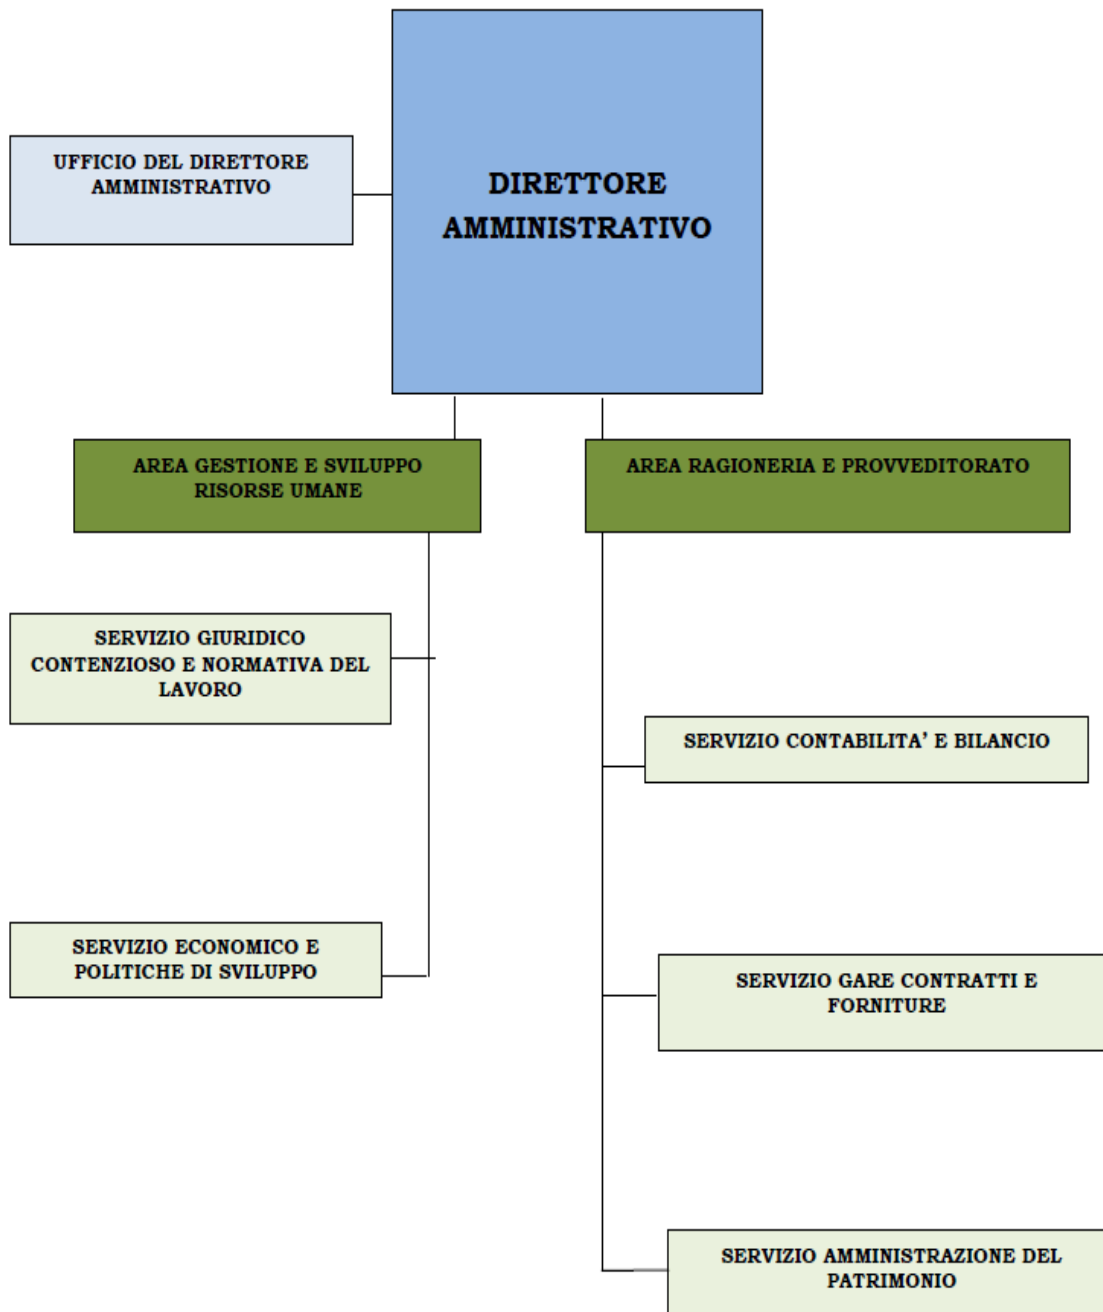 UFFICIO DEL DIRETTORE
AMMINISTRATIVO
DIRETTORE
AMMINISTRATIVO
AREA GESTIONE E SVILUPPO
RISORSE UMANE
AREA RAGIONERIA E PROVVEDITORATO
SERVIZIO GIURIDICO
CONTENZIOSO E NORMATIVA DEL
LAVORO
SERVIZIO CONTABILITA’ E BILANCIO
SERVIZIO ECONOMICO E
POLITICHE DI SVILUPPO
SERVIZIO GARE CONTRATTI E
FORNITURE
SERVIZIO AMMINISTRAZIONE DEL
PATRIMONIO